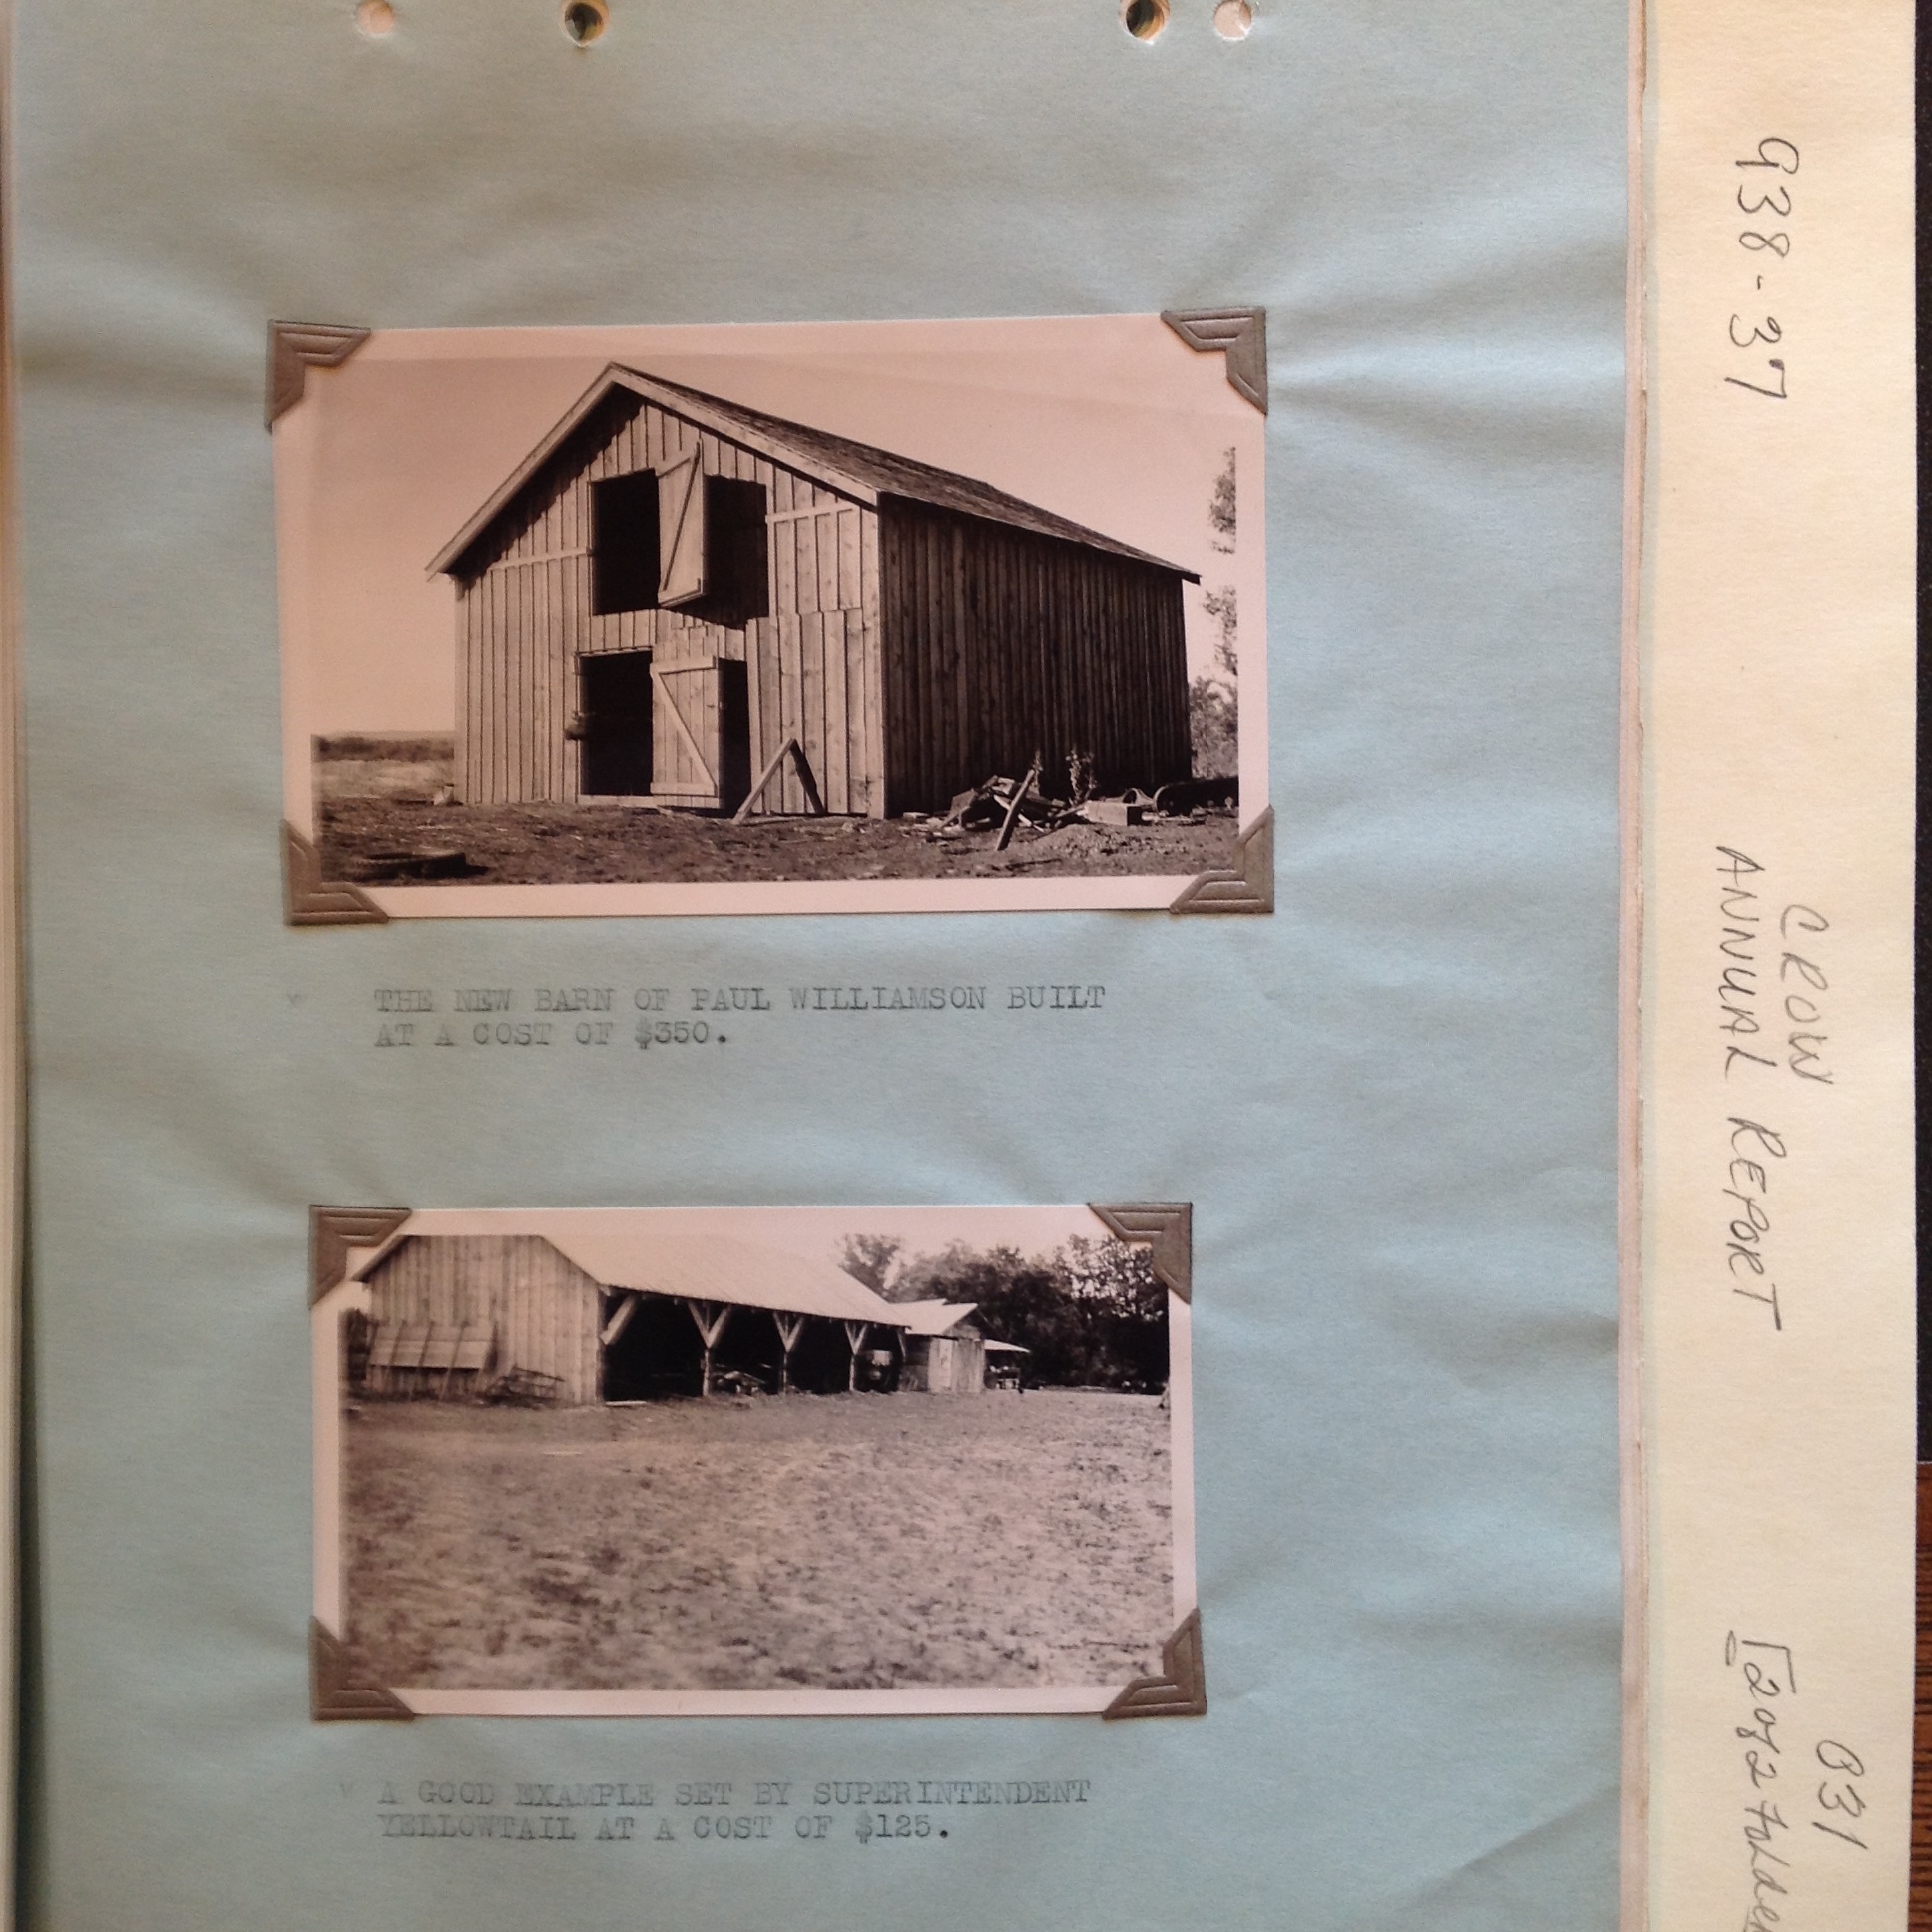 THE NEW BARN OF PAUL WILLIAMSON BUILT
AT A COST OF $350.
A GOOD EXAMPLE SET BY SUPERINTENDENT
YELLOWTAIL AT A COST OF $125.
938-37
CROW
ANNUAL REPORT
031
[2 of 2 folders